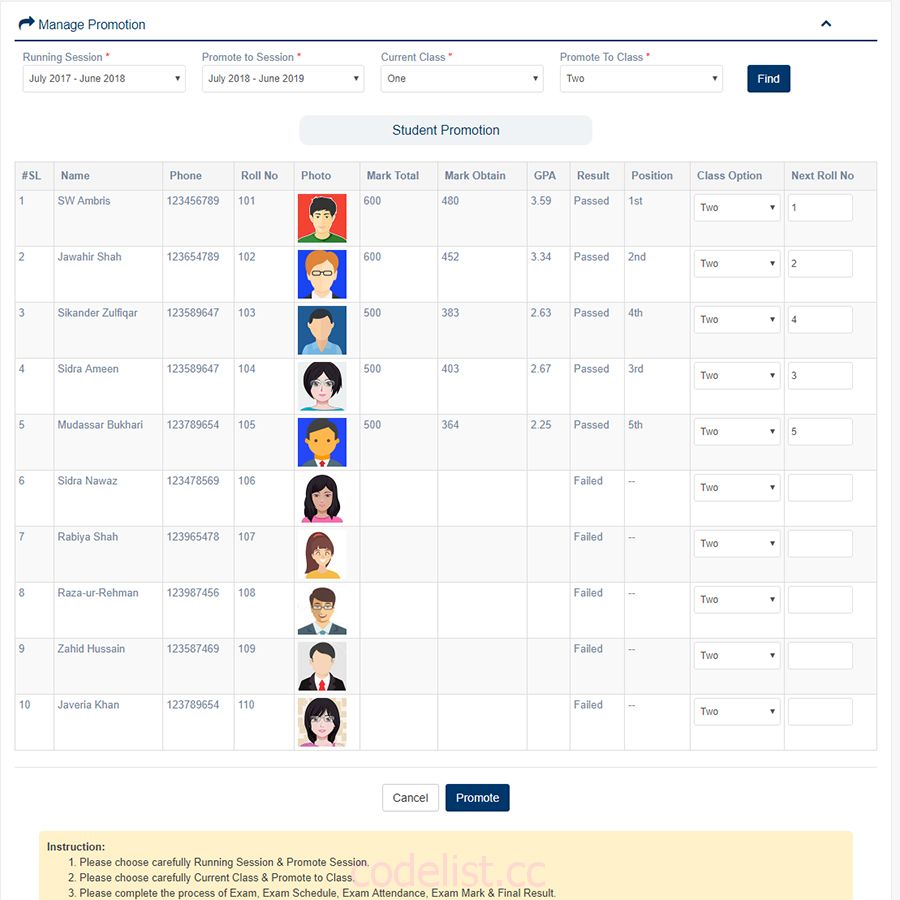 Manage Promotion
Running Session * Promote to Session * Current Class * Promote To Class *
July 2017 - June 2018 July 2018 - June 2019 One Two Find
Student Promotion
#SL Name Phone Roll No Photo Mark Total Mark Obtain GPA Result Position Class Option Next Roll No
1 SW Ambris 123456789 101 600 480 3.59 Passed 1st Two 1
2 Jawahir Shah 123654789 102 600 452 3.34 Passed 2nd Two 2
3 Sikander Zulfiqar 123589647 103 500 383 2.63 Passed 4th Two 4
4 Sidra Ameen 123589647 104 500 403 2.67 Passed 3rd Two 3
5 Mudassar Bukhari 123789654 105 500 364 2.25 Passed 5th Two 5
6 Sidra Nawaz 123478569 106 Failed -- Two
7 Rabiya Shah 123965478 107 Failed -- Two
8 Raza-ur-Rehman 123987456 108 Failed -- Two
9 Zahid Hussain 123587469 109 Failed -- Two
10 Javeria Khan 123789654 110 Failed -- Two
Cancel Promote
Instruction:
1. Please choose carefully Running Session & Promote Session.
2. Please choose carefully Current Class & Promote to Class.
codelist.cc
3. Please complete the process of Exam, Exam Schedule, Exam Attendance, Exam Mark & Final Result.